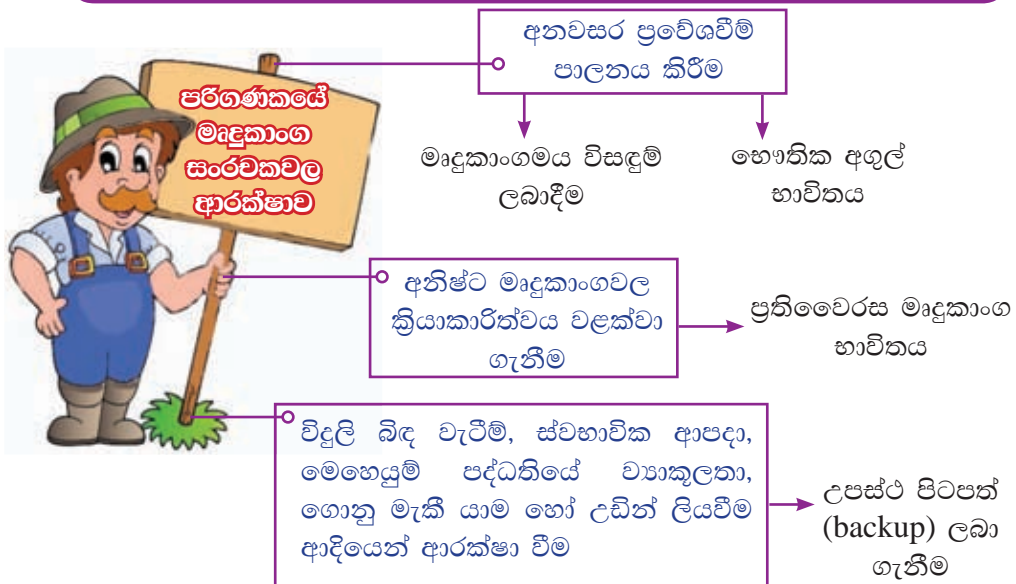 අනවසර ප්‍රවේශවීම්
පාලනය කිරීම
පරිගණකයේ
මෘදුකාංග
සංරචකවල
ආරක්ෂාව
මෘදුකාංගමය විසඳුම්
ලබාදීම
භෞතික අගුල්
භාවිතය
අනිෂ්ට මෘදුකාංගවල
ක්‍රියාකාරිත්වය වළක්වා
ගැනීම
ප්‍රතිවෛරස මෘදුකාංග
භාවිතය
විදුලි බිඳ වැටීම්, ස්වභාවික ආපදා,
මෙහෙයුම් පද්ධතියේ ව්‍යාකූලතා,
ගොනු මැකී යාම හෝ උඩින් ලියවීම
ආදියෙන් ආරක්ෂා වීම
උපස්ථ පිටපත්
(backup) ලබා
ගැනීම